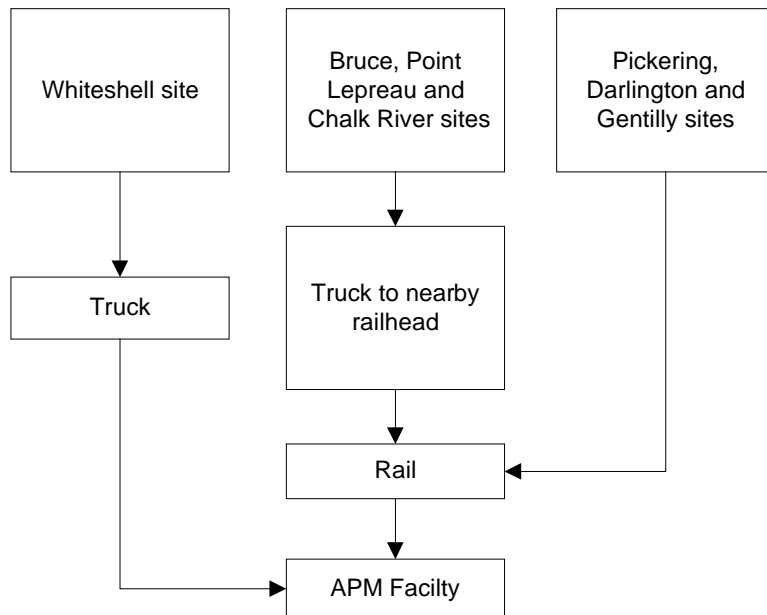 Whiteshell site
Bruce, Point
Lepreau and
Chalk River sites
Pickering,
Darlington and
Gentilly sites
Truck
Truck to nearby
railhead
Rail
APM Facilty